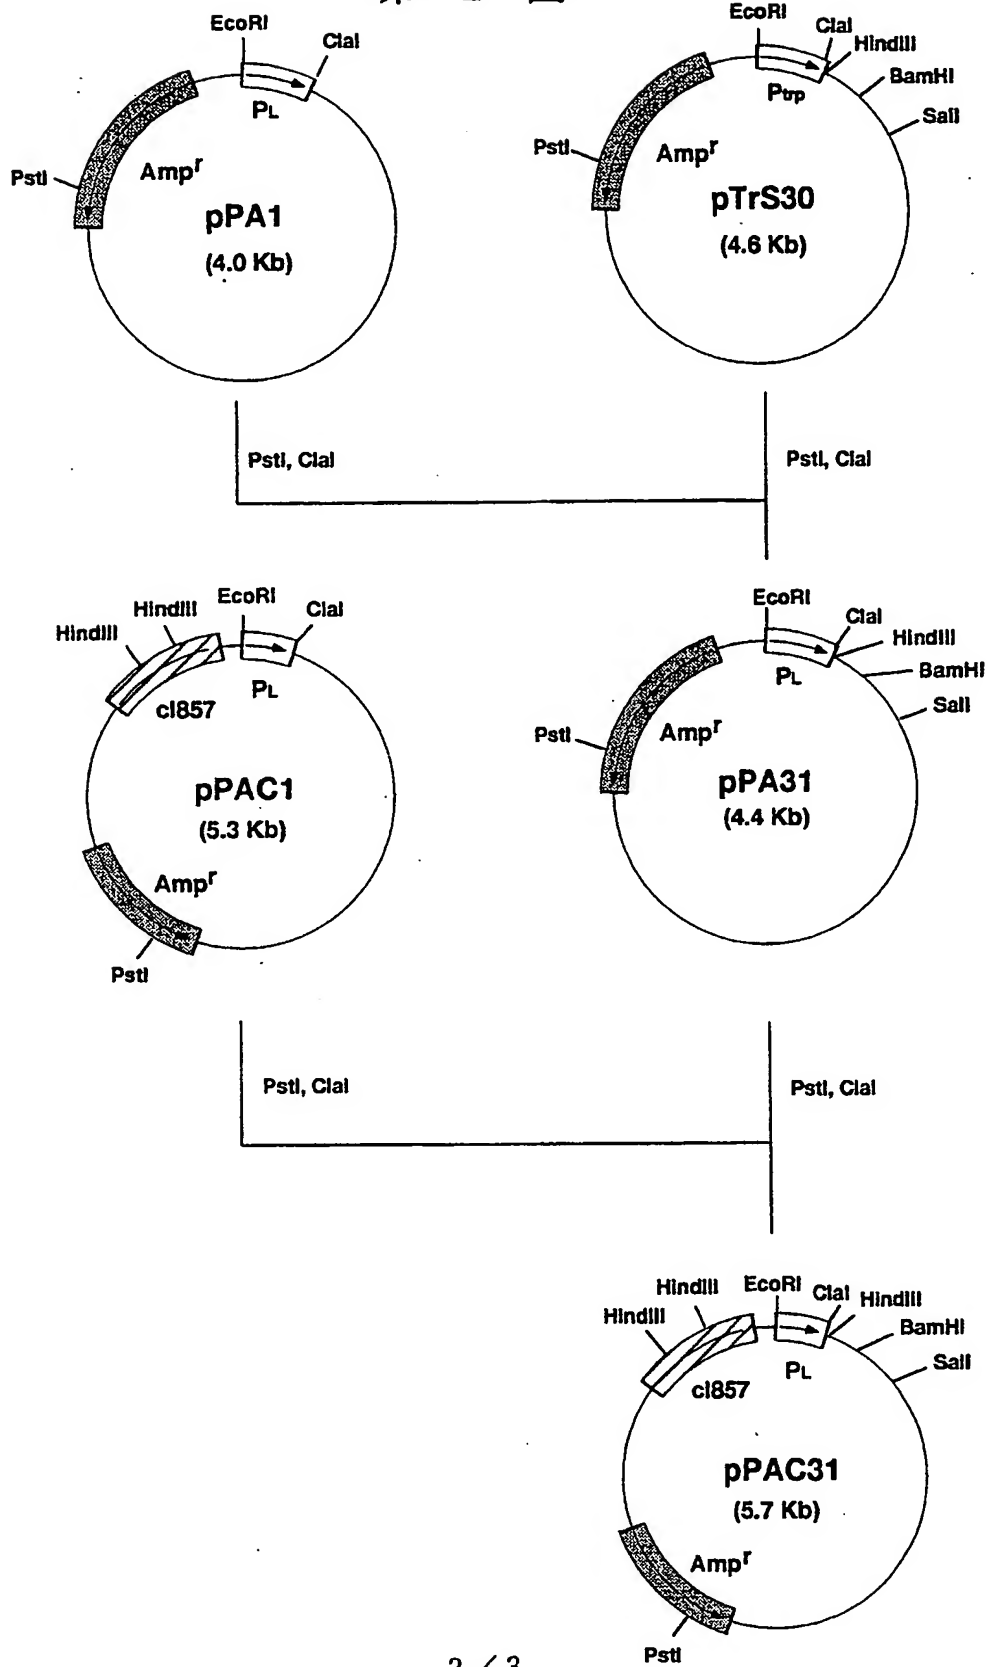 EcoRI
ClaI
PL
PstI
Ampr
pPA1
(4.0 Kb)
EcoRI
ClaI
HindIII
BamHI
SalI
Ptrp
PstI
Ampr
pTrS30
(4.6 Kb)
PstI, ClaI
PstI, ClaI
HindIII
HindIII
EcoRI
ClaI
PL
cI857
pPAC1
(5.3 Kb)
Ampr
PstI
EcoRI
ClaI
HindIII
BamHI
SalI
PL
PstI
Ampr
pPA31
(4.4 Kb)
PstI, ClaI
PstI, ClaI
HindIII
HindIII
EcoRI
ClaI
HindIII
BamHI
SalI
PL
cI857
pPAC31
(5.7 Kb)
Ampr
PstI